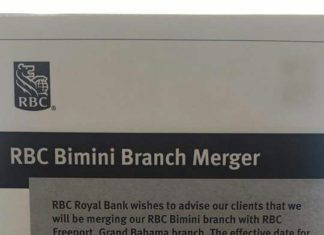 RBC
RBC Bimini Branch Merger
RBC Royal Bank wishes to advise our clients that we
will be merging our RBC Bimini branch with RBC
Freeport, Grand Bahama branch. The effective date for